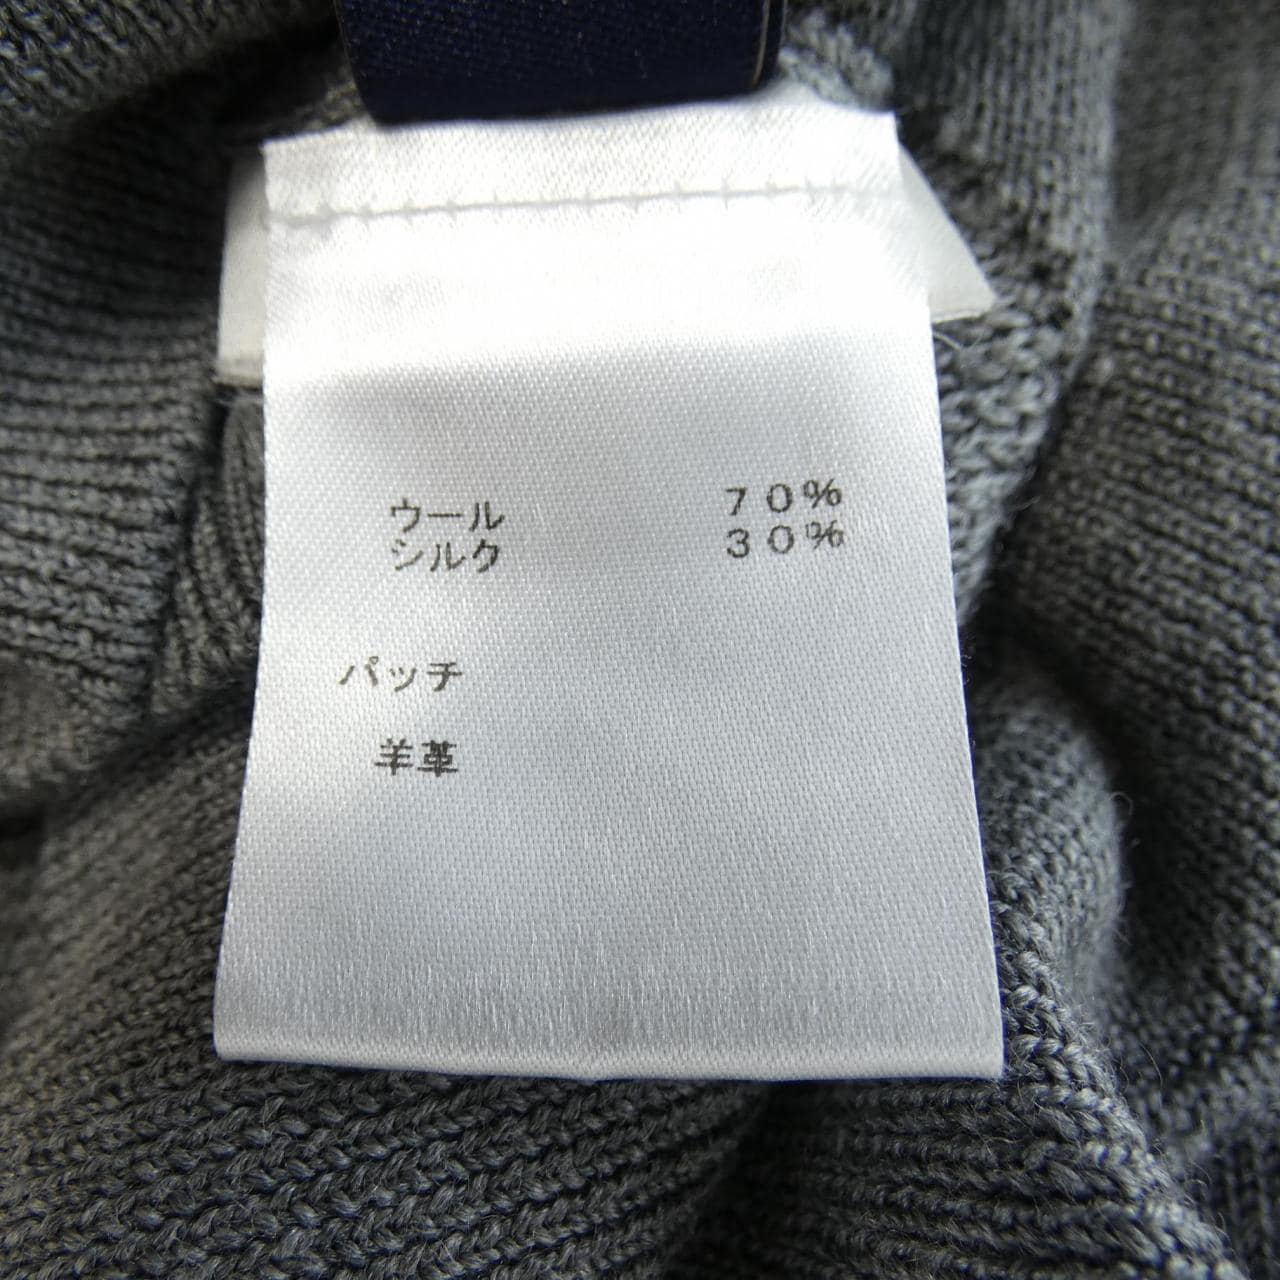 ウール ７０％
シルク ３０％
パッチ
羊革